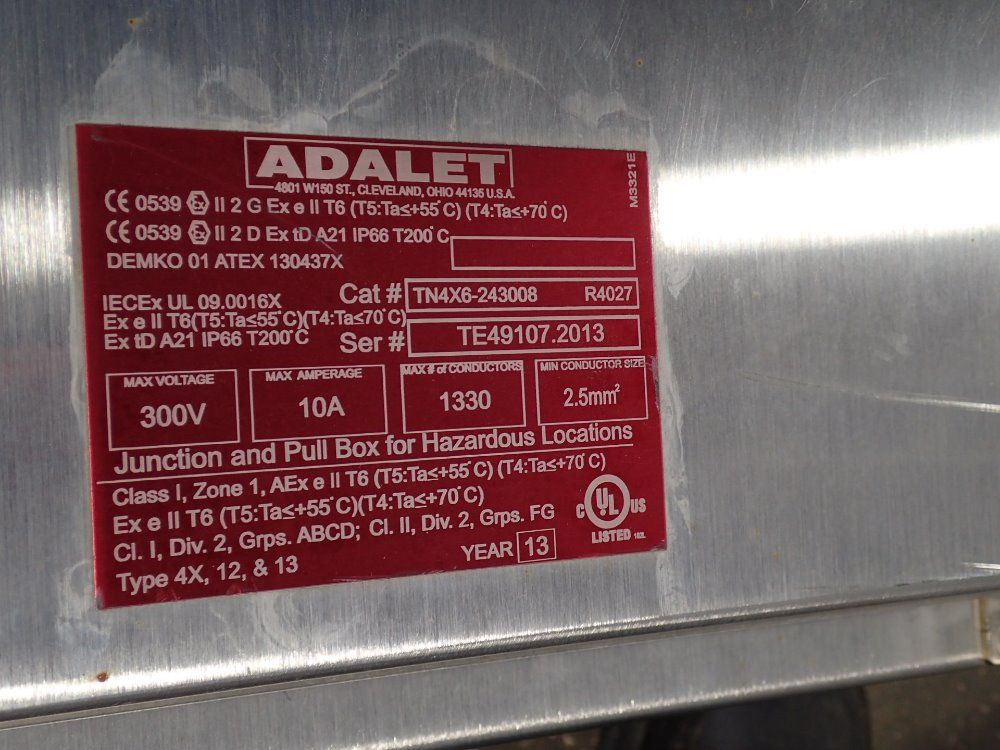 ADALET
4801 W150 ST., CLEVELAND, OHIO 44135 U.S.A.
M3321E
CE 0539 Ex II 2 G Ex e II T6 (T5:Ta≤+55°C) (T4:Ta≤+70°C)
CE 0539 Ex II 2 D Ex tD A21 IP66 T200°C
DEMKO 01 ATEX 130437X
IECEx UL 09.0016X
Ex e II T6(T5:Ta≤55°C)(T4:Ta≤70°C)
Ex tD A21 IP66 T200°C
Cat # TN4X6-243008 R4027
Ser # TE49107.2013
MAX VOLTAGE
300V
MAX AMPERAGE
10A
MAX # of CONDUCTORS
1330
MIN CONDUCTOR SIZE
2.5mm²
Junction and Pull Box for Hazardous Locations
Class I, Zone 1, AEx e II T6 (T5:Ta≤+55°C) (T4:Ta≤+70°C)
Ex e II T6 (T5:Ta≤+55°C)(T4:Ta≤+70°C)
Cl. I, Div. 2, Grps. ABCD; Cl. II, Div. 2, Grps. FG
Type 4X, 12, & 13
YEAR 13
C UL US
LISTED